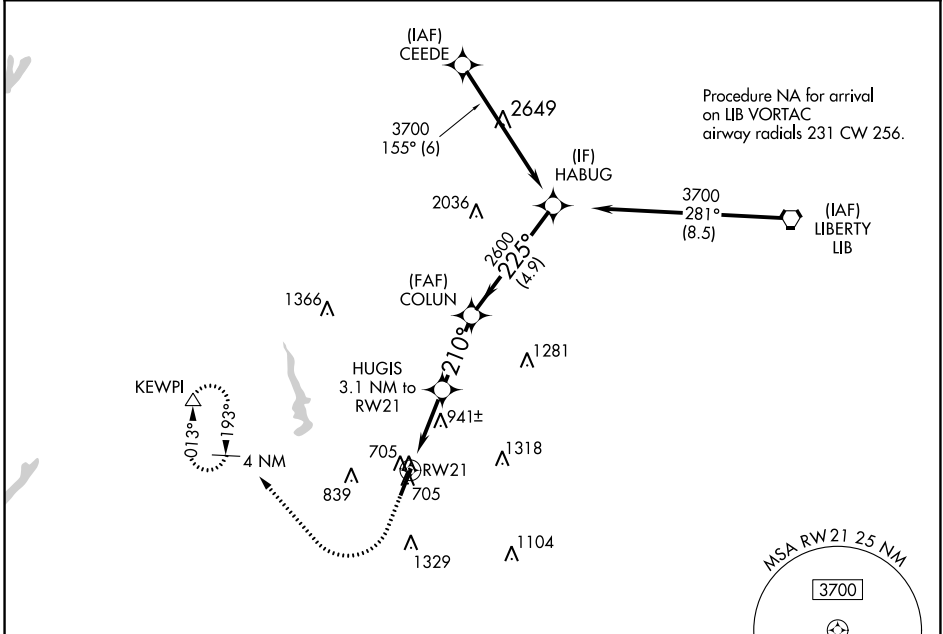 (IAF)
CEEDE
2649
3700
155° (6)
Procedure NA for arrival
on LIB VORTAC
airway radials 231 CW 256.
(IF)
HABUG
2036
3700
281°
(8.5)
(IAF)
LIBERTY
LIB
2600
225°
(4.9)
(FAF)
COLUN
1366
210°
1281
HUGIS
3.1 NM to
RW21
KEWPI
941±
013°
193°
4 NM
705
RW21
1318
839
705
1329
1104
MSA RW21 25 NM
3700